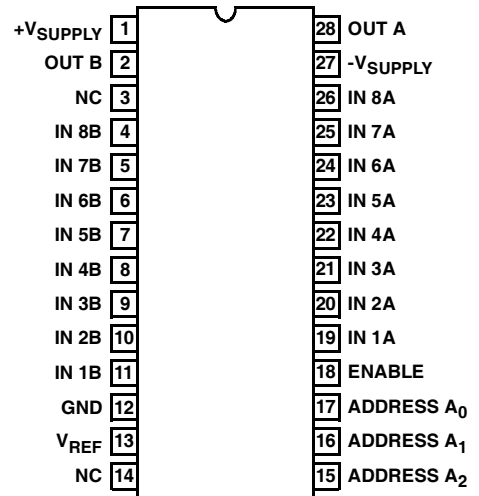 +VSUPPLY 1 28 OUT A
OUT B 2 27 -VSUPPLY
NC 3 26 IN 8A
IN 8B 4 25 IN 7A
IN 7B 5 24 IN 6A
IN 6B 6 23 IN 5A
IN 5B 7 22 IN 4A
IN 4B 8 21 IN 3A
IN 3B 9 20 IN 2A
IN 2B 10 19 IN 1A
IN 1B 11 18 ENABLE
GND 12 17 ADDRESS A0
VREF 13 16 ADDRESS A1
NC 14 15 ADDRESS A2